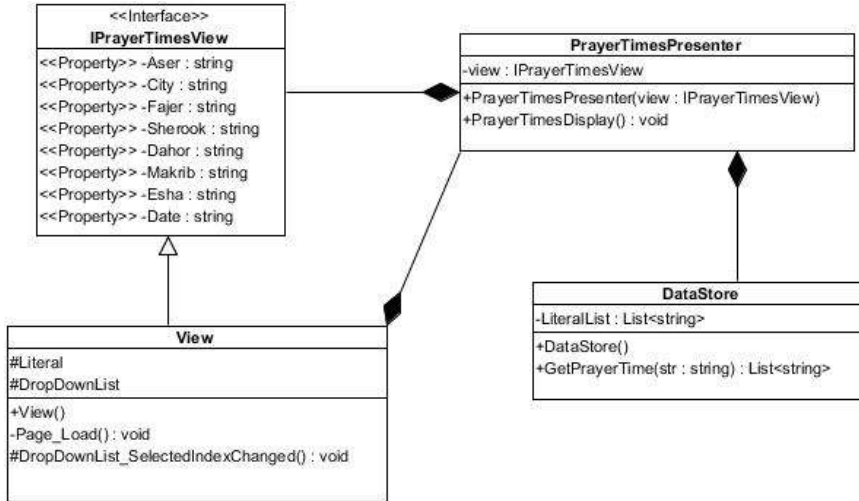 <<Interface>>
IPrayerTimesView
<<Property>> -Aser : string
<<Property>> -City : string
<<Property>> -Fajer : string
<<Property>> -Sherook : string
<<Property>> -Dahor : string
<<Property>> -Makrib : string
<<Property>> -Esha : string
<<Property>> -Date : string
PrayerTimesPresenter
-view : IPrayerTimesView
+PrayerTimesPresenter(view : IPrayerTimesView)
+PrayerTimesDisplay() : void
View
#Literal
#DropDownList
+View()
-Page_Load() : void
#DropDownList_SelectedIndexChanged() : void
DataStore
-LiteralList : List<string>
+DataStore()
+GetPrayerTime(str : string) : List<string>